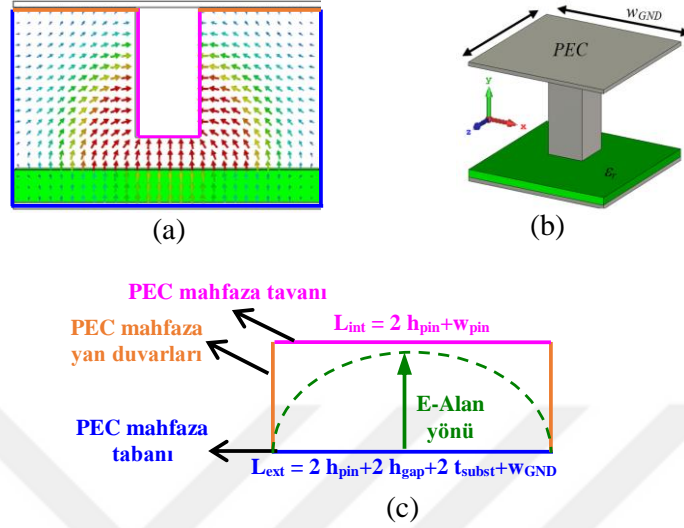 w_GND
PEC
y
x
z
ε_r
(a)
(b)
PEC mahfaza tavanı
PEC mahfaza
yan duvarları
L_int = 2 h_pin+w_pin
E-Alan
yönü
PEC mahfaza
tabanı
L_ext = 2 h_pin+2 h_gap+2 t_subst+w_GND
(c)